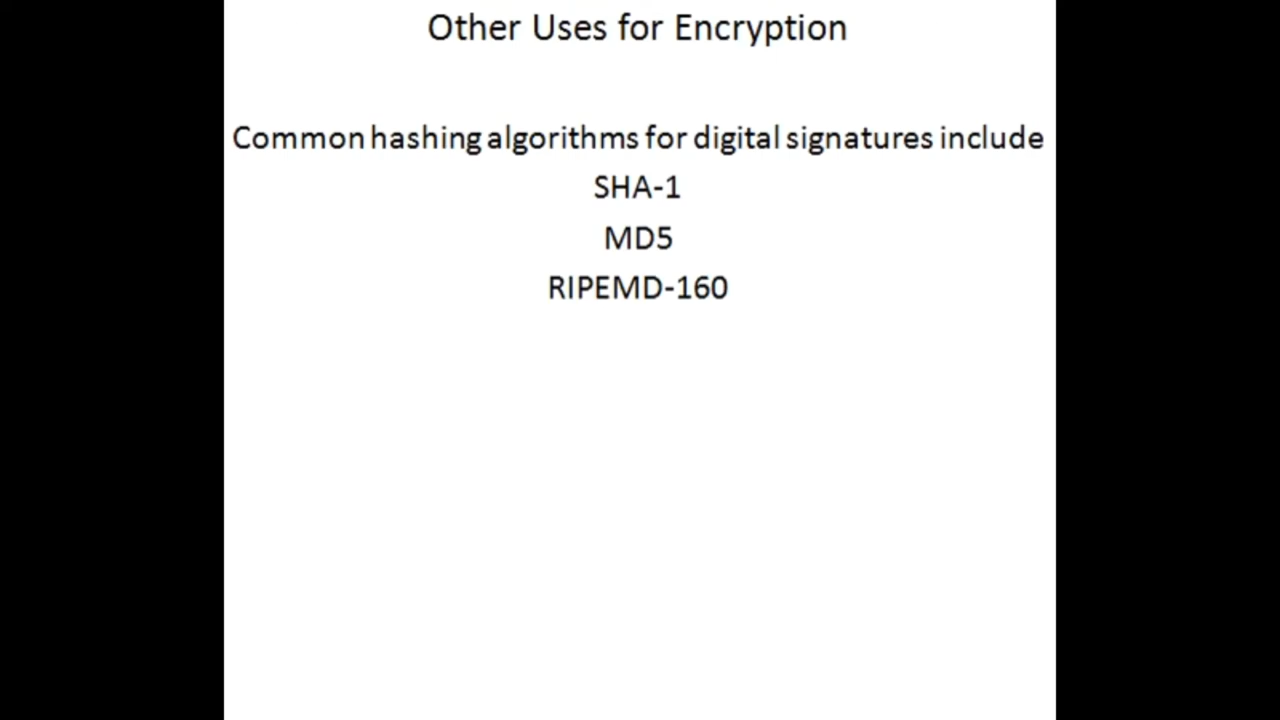 Other Uses for Encryption
Common hashing algorithms for digital signatures include
SHA-1
MD5
RIPEMD-160